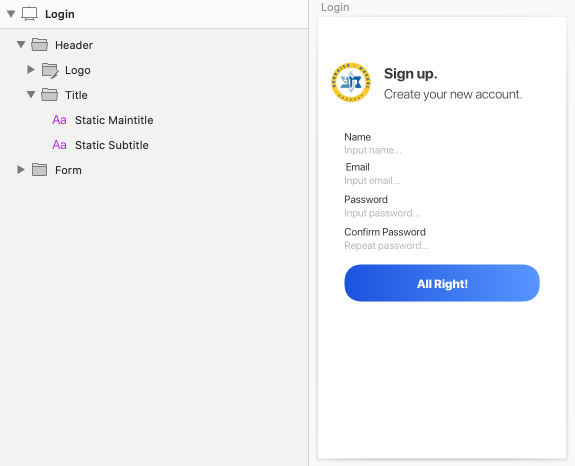 Login
Header
Logo
Title
Aa Static Maintitle
Aa Static Subtitle
Form
Login
Sign up.
Create your new account.
Name
Input name...
Email
Input email...
Password
Input password...
Confirm Password
Repeat password...
All Right!